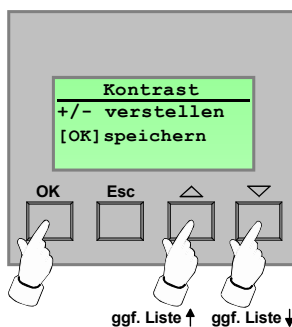 Kontrast
+/- verstellen
[OK]speichern
OK Esc
ggf. Liste ggf. Liste